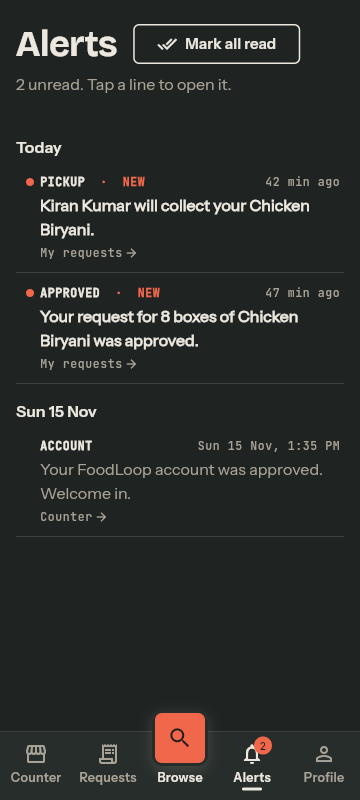 Alerts
Mark all read
2 unread. Tap a line to open it.
Today
PICKUP · NEW 42 min ago
Kiran Kumar will collect your Chicken
Biryani.
My requests →
APPROVED · NEW 47 min ago
Your request for 8 boxes of Chicken
Biryani was approved.
My requests →
Sun 15 Nov
ACCOUNT Sun 15 Nov, 1:35 PM
Your FoodLoop account was approved.
Welcome in.
Counter →
2
Counter Requests Browse Alerts Profile